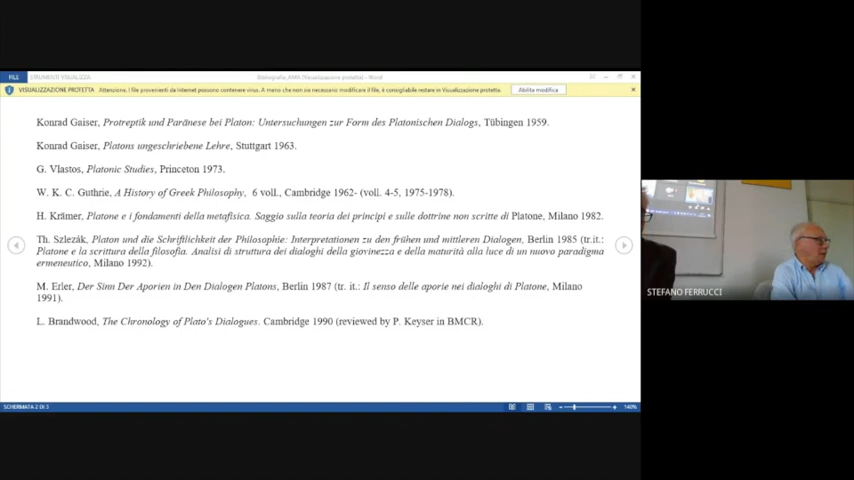 FILE STRUMENTI VISUALIZZA Bibliografia_AMA (Visualizzazione protetta) - Word
VISUALIZZAZIONE PROTETTA Attenzione. I file provenienti da Internet possono contenere virus. A meno che non sia necessario modificare il file, è consigliabile restare in Visualizzazione protetta. Abilita modifica
Konrad Gaiser, Protreptik und Paränese bei Platon: Untersuchungen zur Form des Platonischen Dialogs, Tübingen 1959.
Konrad Gaiser, Platons ungeschriebene Lehre, Stuttgart 1963.
G. Vlastos, Platonic Studies, Princeton 1973.
W. K. C. Guthrie, A History of Greek Philosophy, 6 voll., Cambridge 1962- (voll. 4-5, 1975-1978).
H. Krämer, Platone e i fondamenti della metafisica. Saggio sulla teoria dei principi e sulle dottrine non scritte di Platone, Milano 1982.
Th. Szlezák, Platon und die Schriftlichkeit der Philosophie: Interpretationen zu den frühen und mittleren Dialogen, Berlin 1985 (tr.it.:
Platone e la scrittura della filosofia. Analisi di struttura dei dialoghi della giovinezza e della maturità alla luce di un nuovo paradigma
ermeneutico, Milano 1992).
M. Erler, Der Sinn Der Aporien in Den Dialogen Platons, Berlin 1987 (tr. it.: Il senso delle aporie nei dialoghi di Platone, Milano
1991).
L. Brandwood, The Chronology of Plato's Dialogues. Cambridge 1990 (reviewed by P. Keyser in BMCR).
STEFANO FERRUCCI
SCHERMATA 2 DI 3 140%